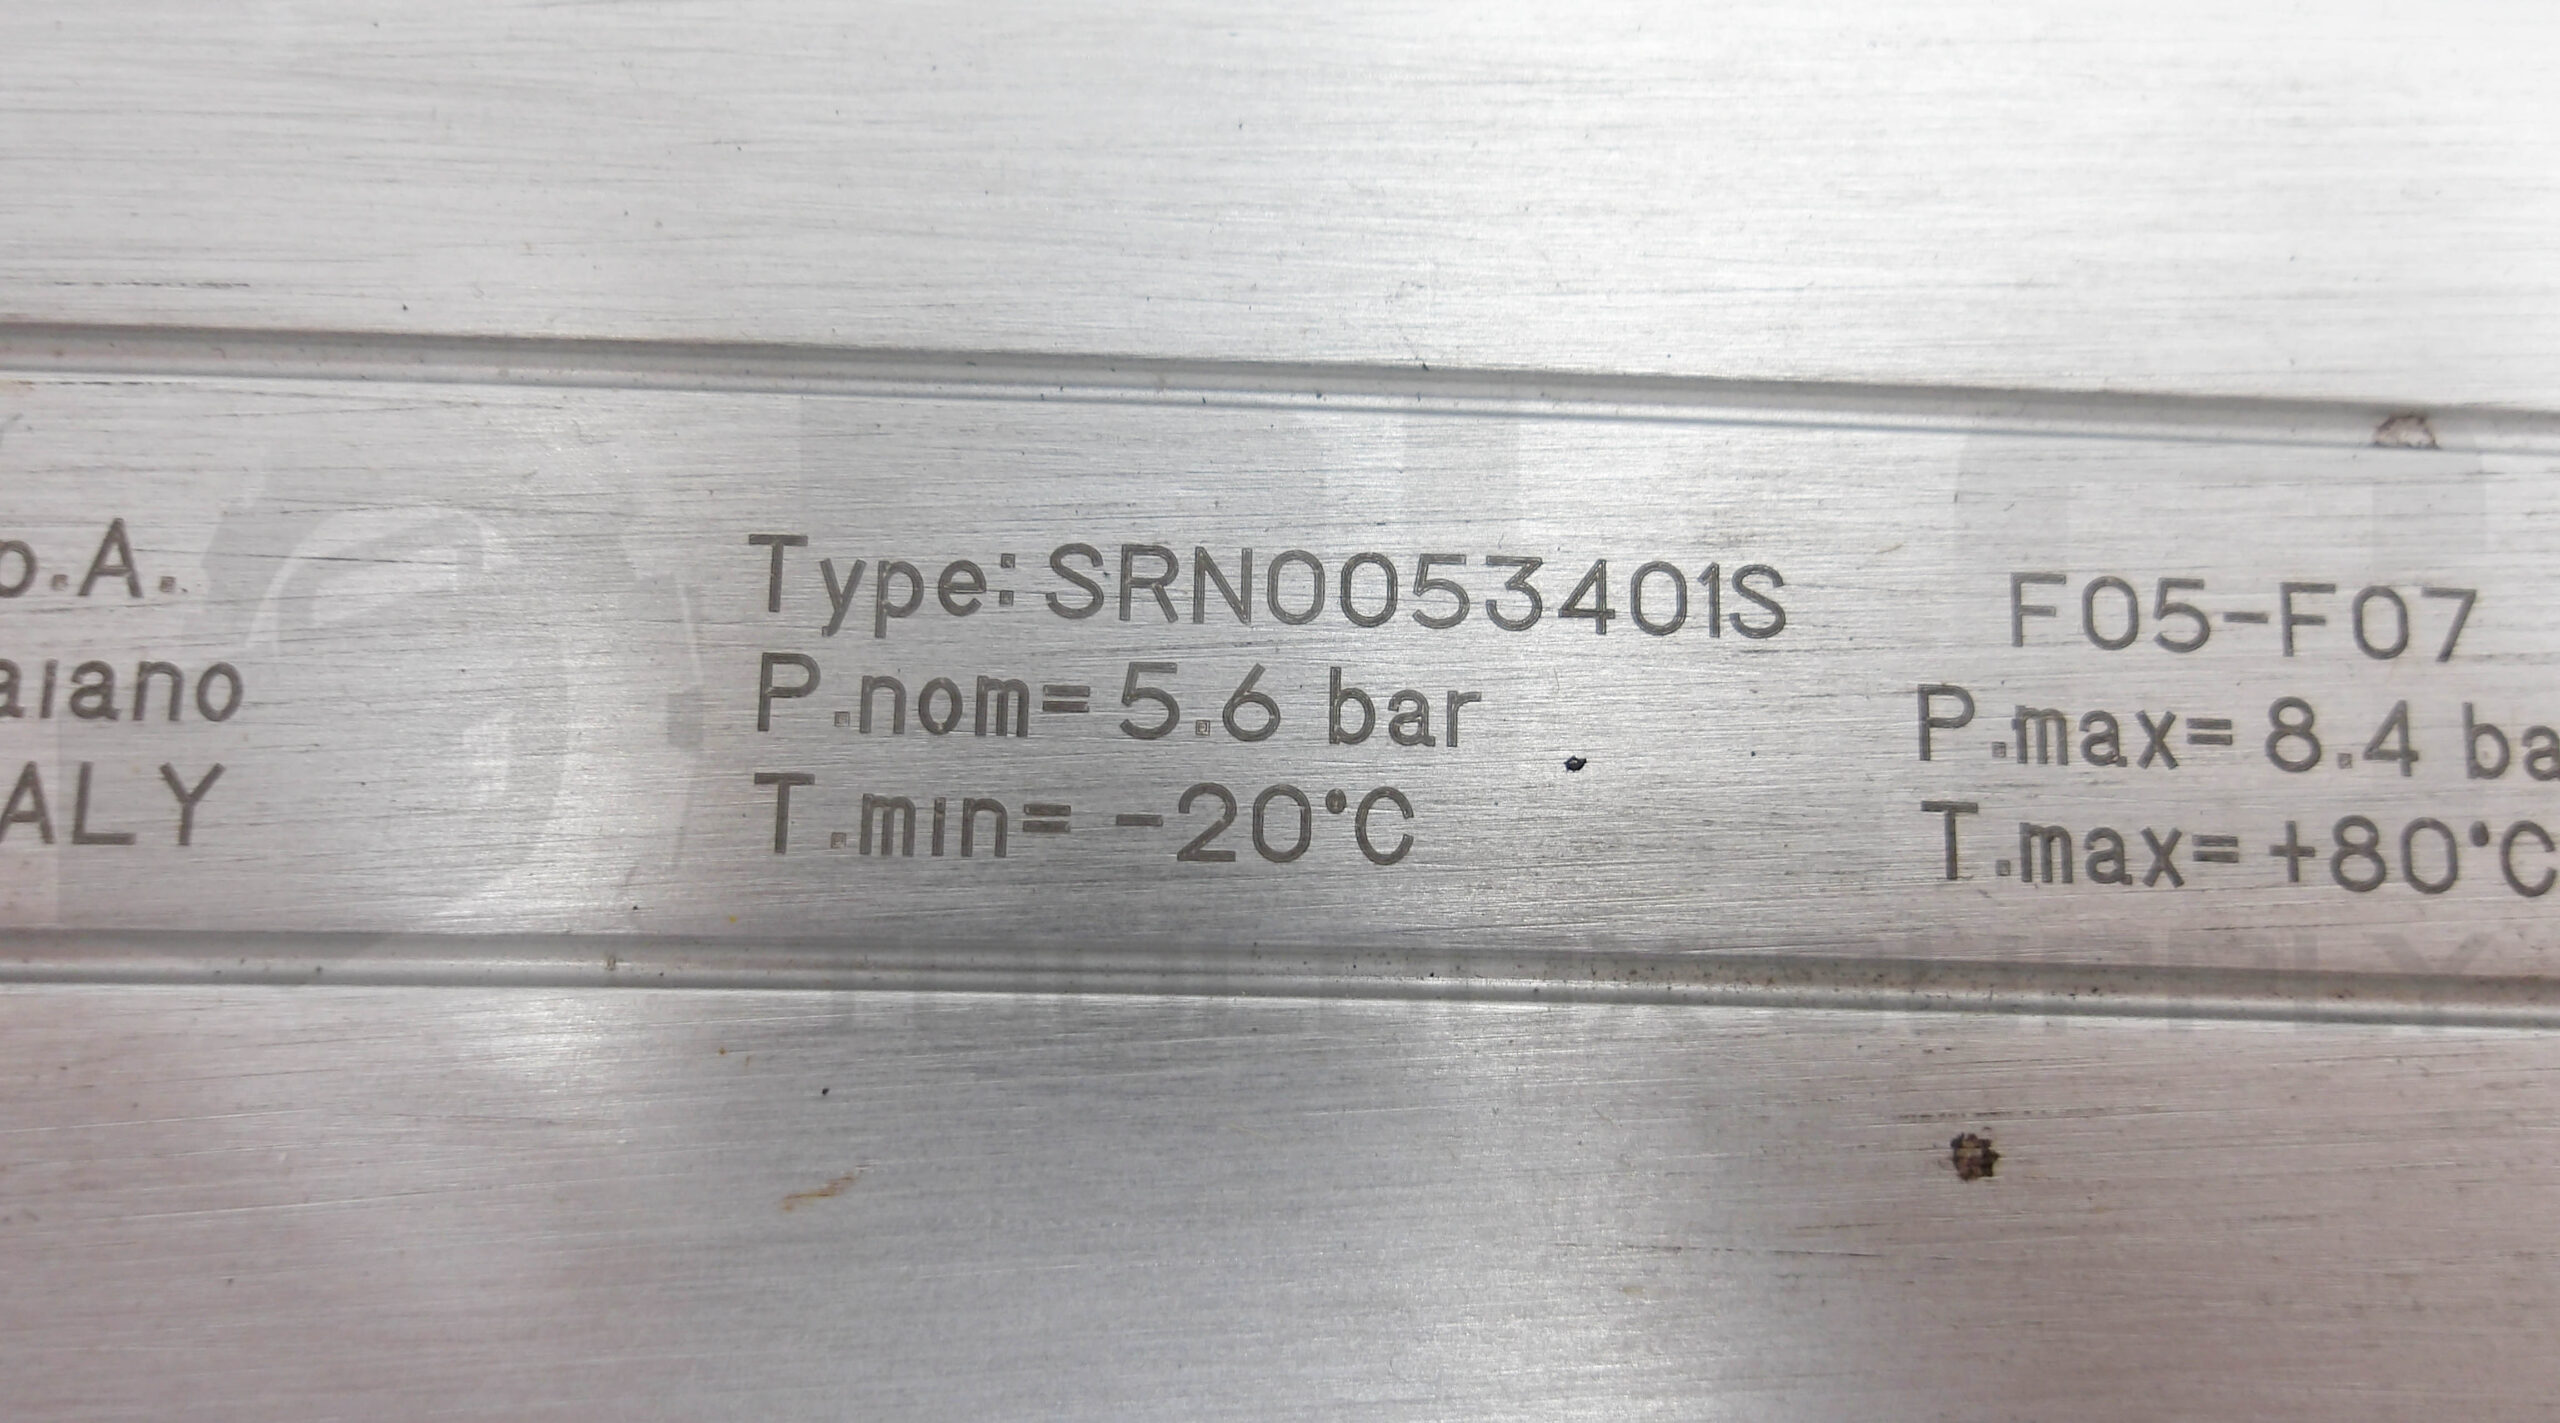 p.A. Type: SRN0053401S F05-F07
aiano P.nom= 5.6 bar P.max= 8.4 ba
ALY T.min= -20°C T.max= +80°C